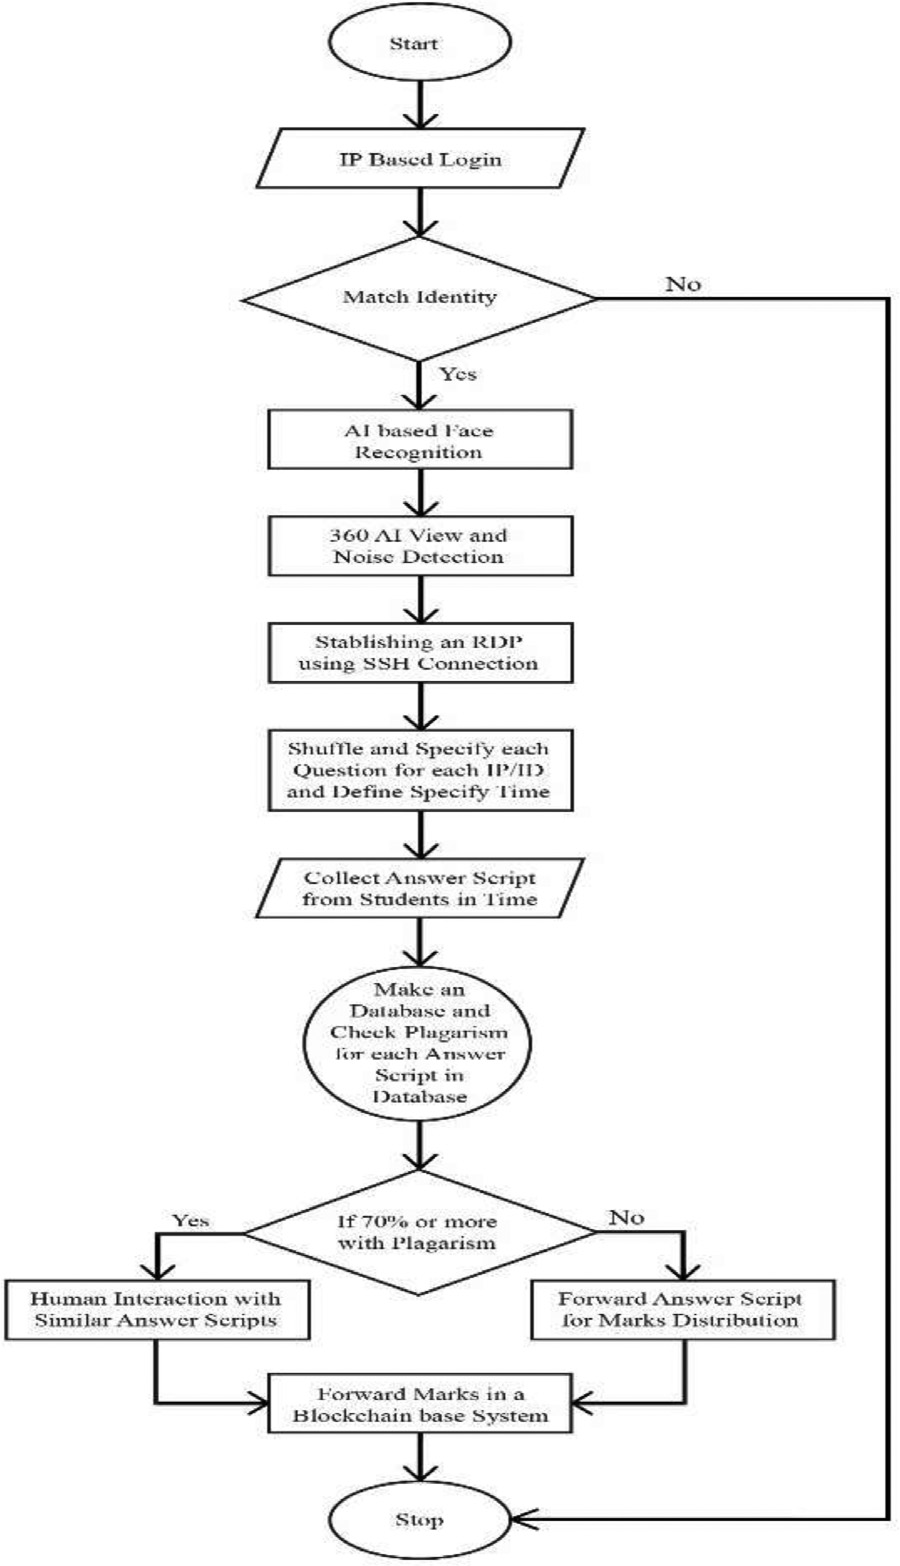 Start
IP Based Login
Match Identity
No
Yes
AI based Face
Recognition
360 AI View and
Noise Detection
Stablishing an RDP
using SSH Connection
Shuffle and Specify each
Question for each IP/ID
and Define Specify Time
Collect Answer Script
from Students in Time
Make an
Database and
Check Plagarism
for each Answer
Script in
Database
If 70% or more
with Plagarism
Yes
No
Human Interaction with
Similar Answer Scripts
Forward Answer Script
for Marks Distribution
Forward Marks in a
Blockchain base System
Stop